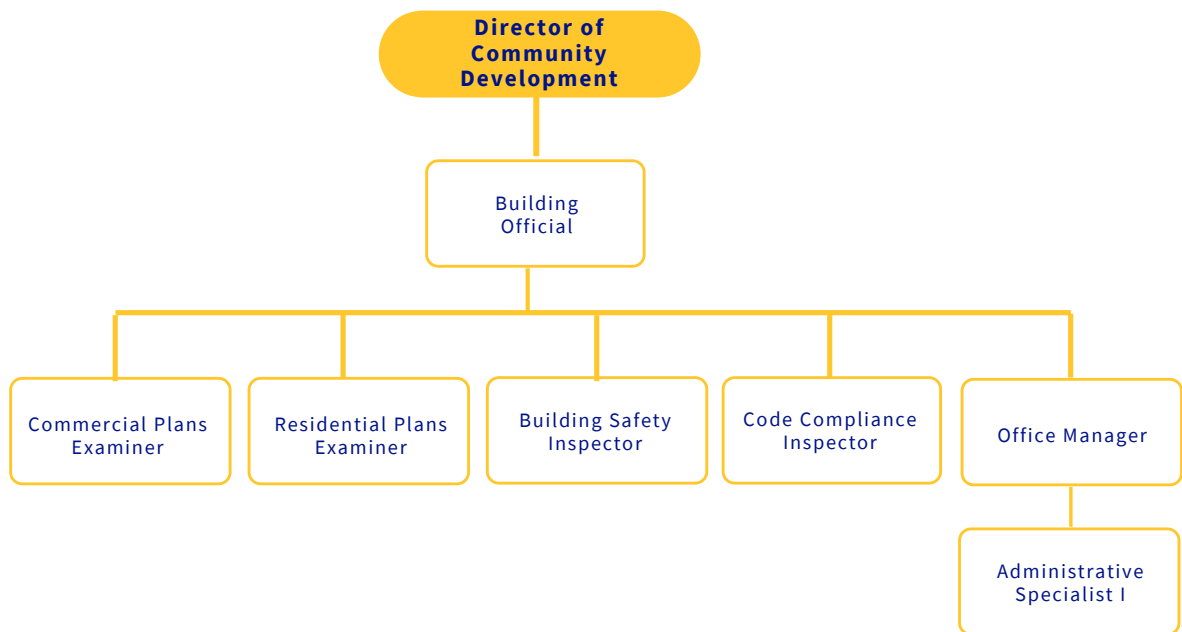 Director of
Community
Development
Building
Official
Commercial Plans
Examiner
Residential Plans
Examiner
Building Safety
Inspector
Code Compliance
Inspector
Office Manager
Administrative
Specialist I